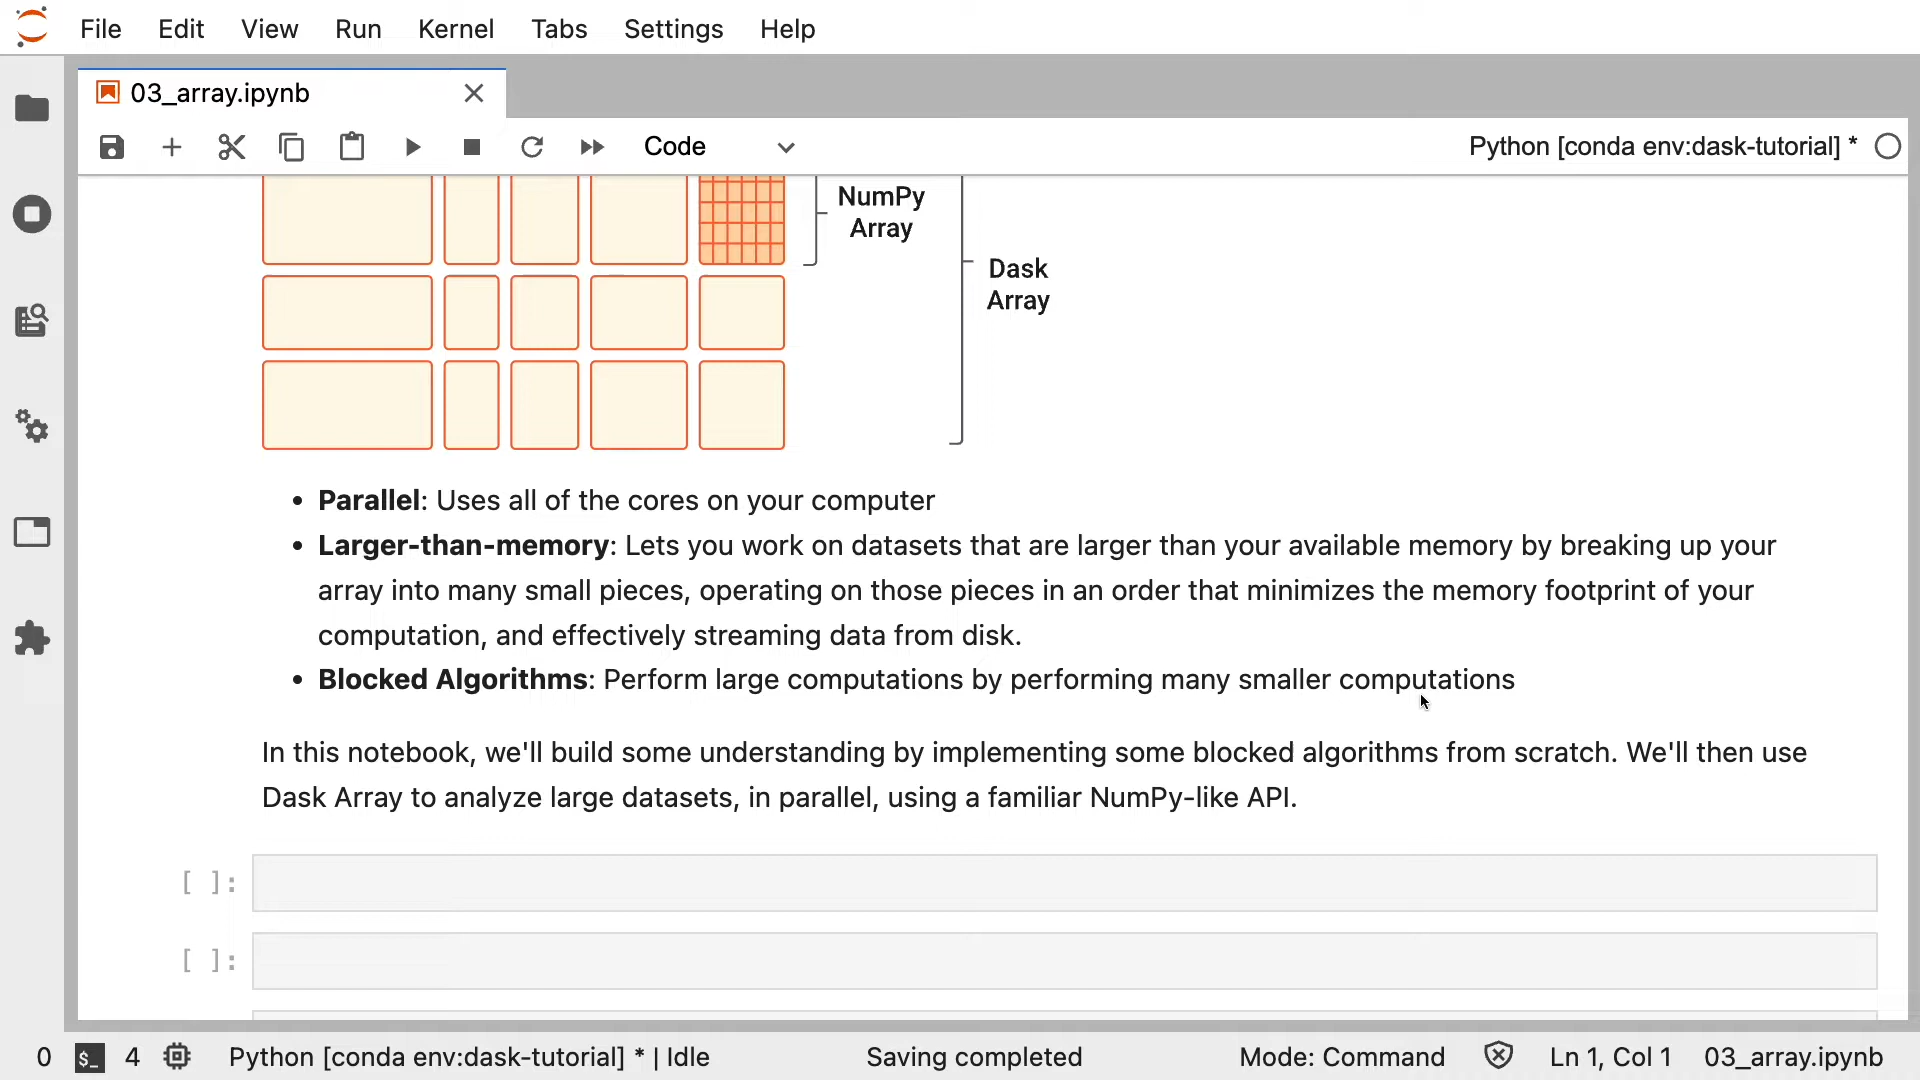 File Edit View Run Kernel Tabs Settings Help
03_array.ipynb
Code
Python [conda env:dask-tutorial] *
NumPy
Array
Dask
Array
• Parallel: Uses all of the cores on your computer
• Larger-than-memory: Lets you work on datasets that are larger than your available memory by breaking up your
array into many small pieces, operating on those pieces in an order that minimizes the memory footprint of your
computation, and effectively streaming data from disk.
• Blocked Algorithms: Perform large computations by performing many smaller computations
In this notebook, we'll build some understanding by implementing some blocked algorithms from scratch. We'll then use
Dask Array to analyze large datasets, in parallel, using a familiar NumPy-like API.
[ ]:
[ ]:
0 $_ 4 Python [conda env:dask-tutorial] * | Idle Saving completed Mode: Command Ln 1, Col 1 03_array.ipynb